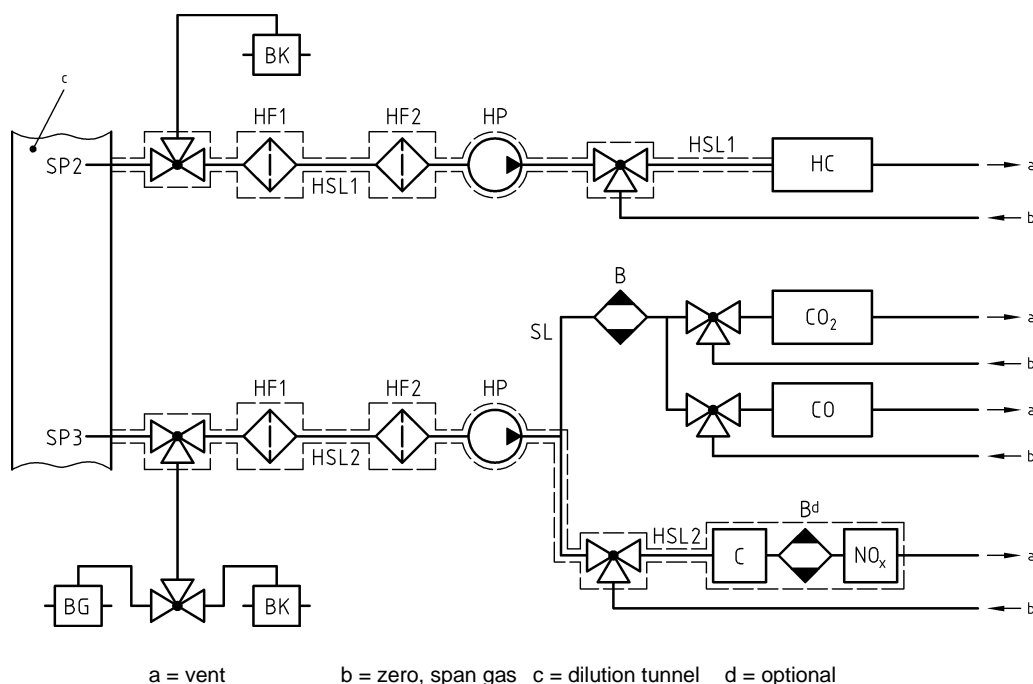 BK
c
HF1
HF2
HP
HSL1
SP2
HSL1
HC
a
b
B
SL
CO₂
a
b
HF1
HF2
HP
CO
a
SP3
HSL2
b
Bᵈ
HSL2
C
NOₓ
a
BG
BK
b
a = vent b = zero, span gas c = dilution tunnel d = optional